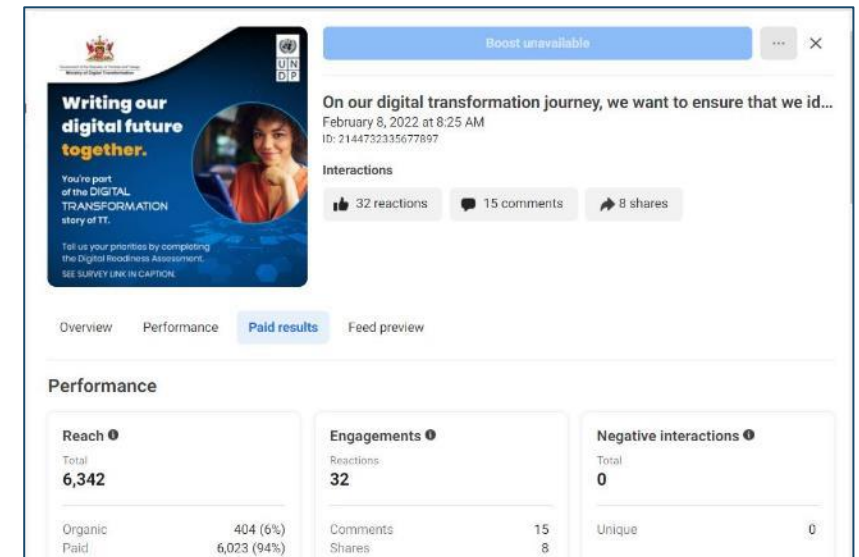 Boost unavailable
...
Ministry of Digital Transformation
U N
D P
Writing our
digital future
together.
You're part
of the DIGITAL
TRANSFORMATION
story of TT.
Tell us your priorities by completing
the Digital Readiness Assessment.
SEE SURVEY LINK IN CAPTION.
On our digital transformation journey, we want to ensure that we id...
February 8, 2022 at 8:25 AM
ID: 2144732335677897
Interactions
32 reactions 15 comments 8 shares
Overview Performance Paid results Feed preview
Performance
Reach
Total
6,342
Organic 404 (6%)
Paid 6,023 (94%)
Engagements
Reactions
32
Comments 15
Shares 8
Negative interactions
Total
0
Unique 0